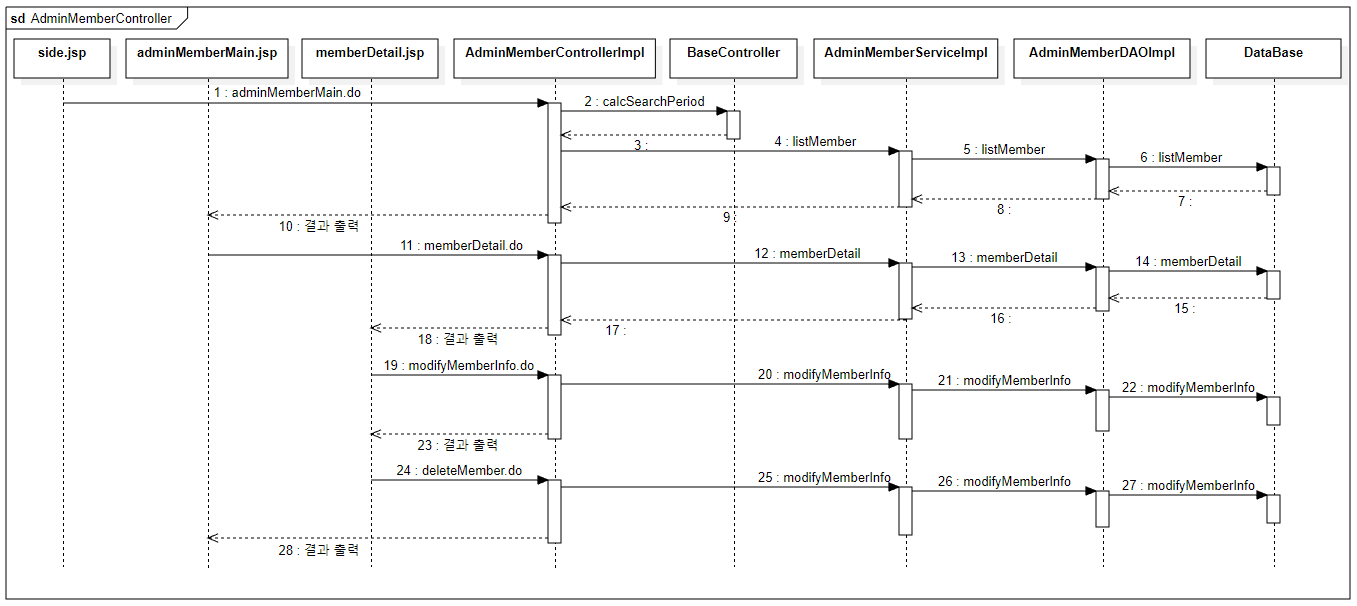 sd AdminMemberController
side.jsp
adminMemberMain.jsp
memberDetail.jsp
AdminMemberControllerImpl
BaseController
AdminMemberServiceImpl
AdminMemberDAOImpl
DataBase
1 : adminMemberMain.do
2 : calcSearchPeriod
3 :
4 : listMember
5 : listMember
6 : listMember
7 :
8 :
9 :
10 : 결과 출력
11 : memberDetail.do
12 : memberDetail
13 : memberDetail
14 : memberDetail
15 :
16 :
17 :
18 : 결과 출력
19 : modifyMemberInfo.do
20 : modifyMemberInfo
21 : modifyMemberInfo
22 : modifyMemberInfo
23 : 결과 출력
24 : deleteMember.do
25 : modifyMemberInfo
26 : modifyMemberInfo
27 : modifyMemberInfo
28 : 결과 출력